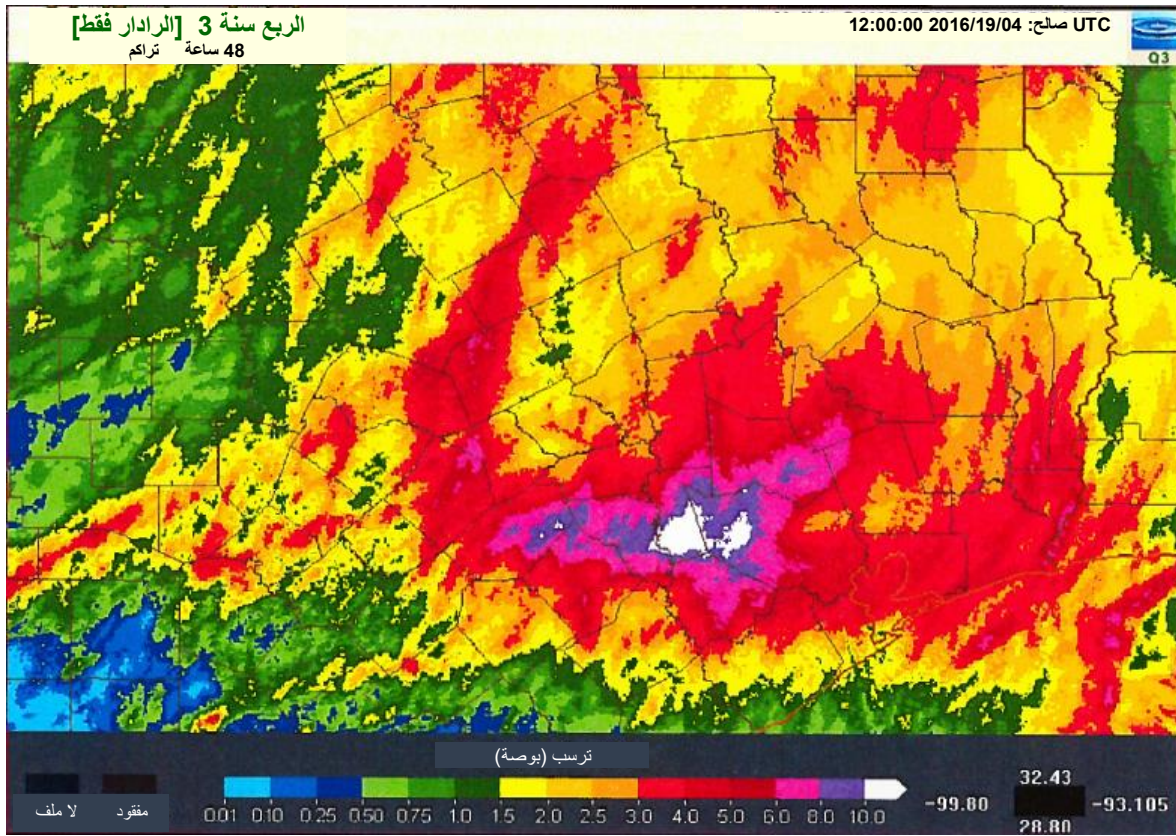 الربع سنة 3 [الرادار فقط]
48 ساعة تراكم
صالح: 2016/19/04 12:00:00 UTC
Q3
ترسب (بوصة)
لا ملف
مفقود
0.01 0.10 0.25 0.50 0.75 1.0 1.5 2.0 2.5 3.0 4.0 5.0 6.0 8.0 10.0
32.43
-99.80 -93.105
28.80